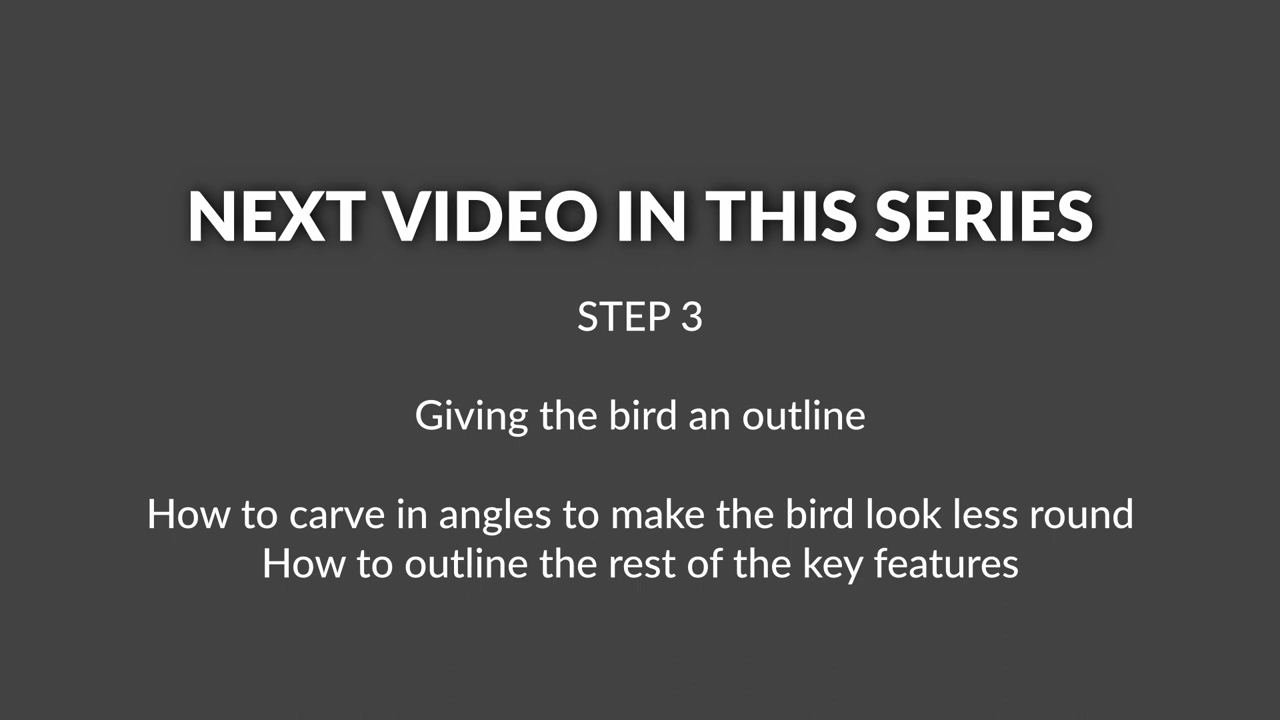 NEXT VIDEO IN THIS SERIES
STEP 3
Giving the bird an outline
How to carve in angles to make the bird look less round
How to outline the rest of the key features